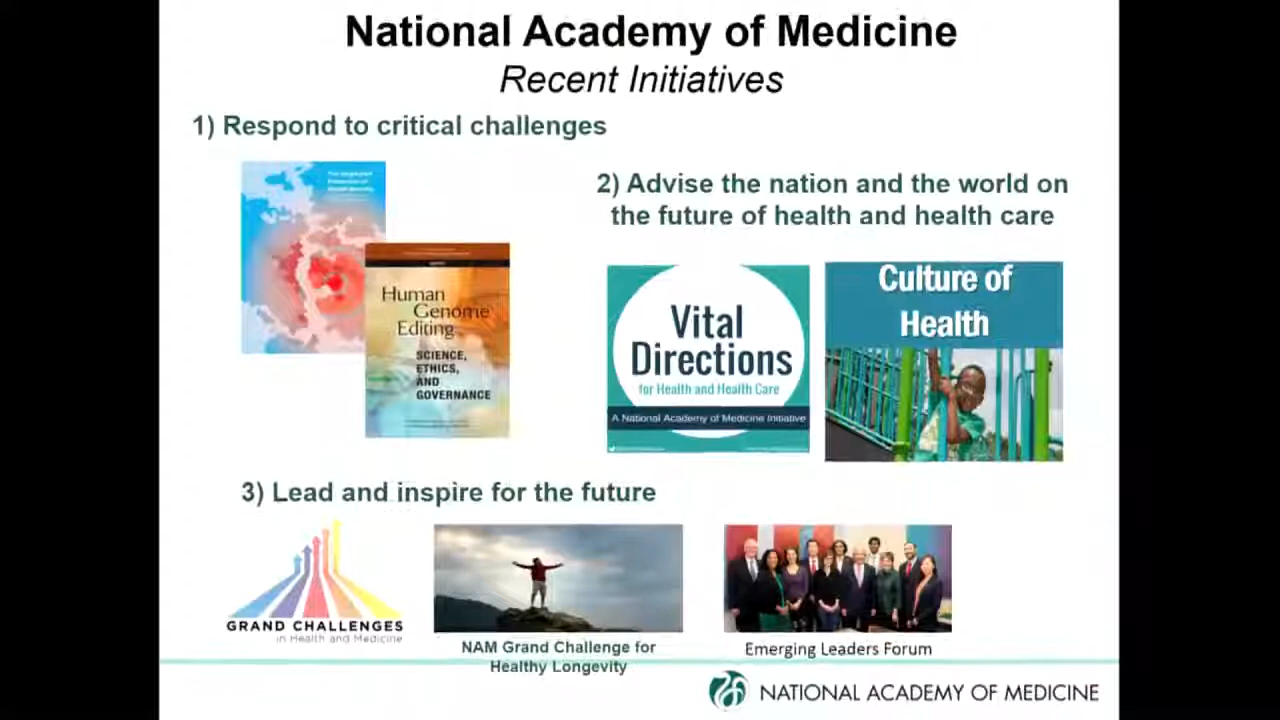 National Academy of Medicine
Recent Initiatives
1) Respond to critical challenges
Human
Genome
Editing
SCIENCE,
ETHICS,
AND
GOVERNANCE
2) Advise the nation and the world on
the future of health and health care
Vital
Directions
for Health and Health Care
A National Academy of Medicine Initiative
Culture of
Health
3) Lead and inspire for the future
GRAND CHALLENGES
in Health and Medicine
NAM Grand Challenge for
Healthy Longevity
Emerging Leaders Forum
NATIONAL ACADEMY OF MEDICINE